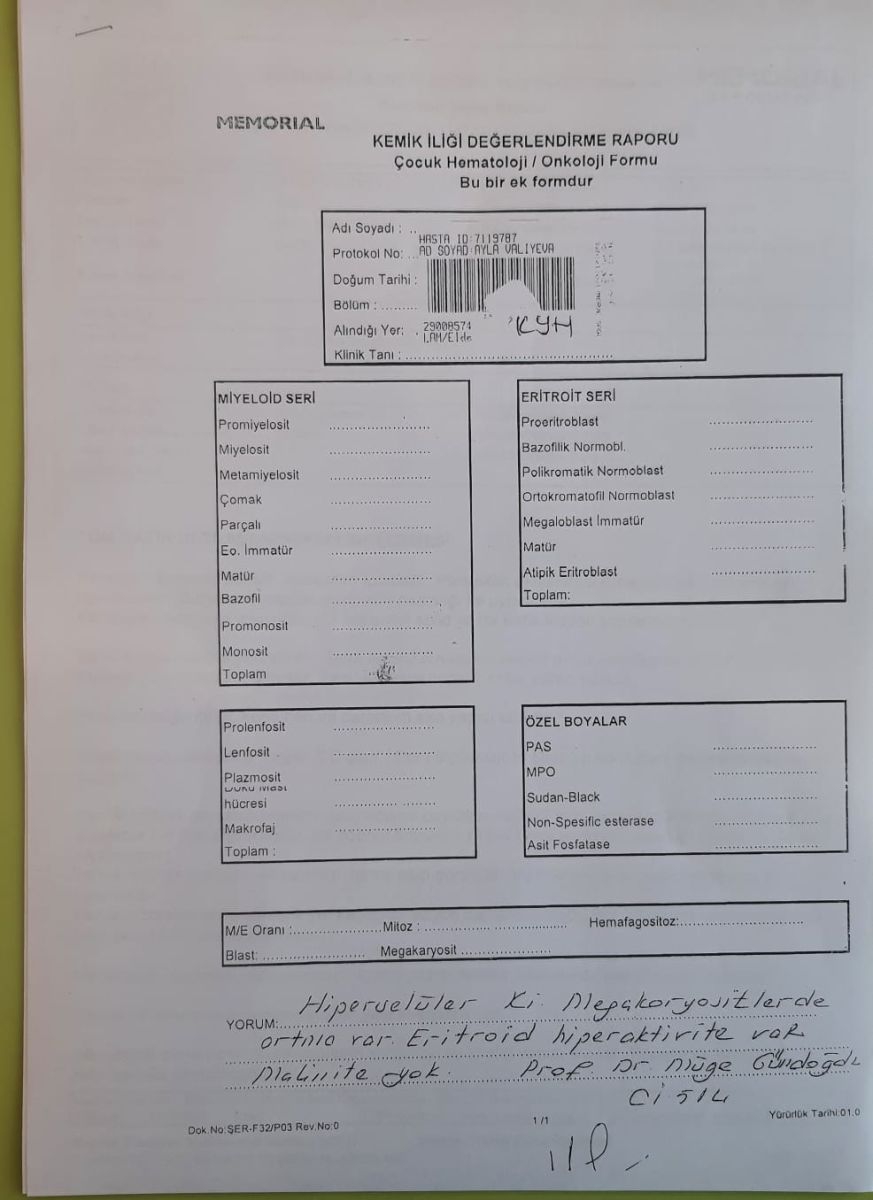 MEMORIAL
KEMİK İLİĞİ DEĞERLENDİRME RAPORU
Çocuk Hematoloji / Onkoloji Formu
Bu bir ek formdur
Adı Soyadı : ..
HASTA ID:7119787
Protokol No: ... AD SOYAD:AYLA VALIYEVA
Doğum Tarihi :
Bölüm : .........
Alındığı Yer: . 29008574
LAM/Elde
Klinik Tanı : ..................................................
MİYELOİD SERİ
Promiyelosit ........................
Miyelosit ........................
Metamiyelosit ........................
Çomak ........................
Parçalı ........................
Eo. İmmatür ........................
Matür ........................
Bazofil ........................
Promonosit ........................
Monosit ........................
Toplam
ERİTROİT SERİ
Proeritroblast ........................
Bazofilik Normobl. ........................
Polikromatik Normoblast ........................
Ortokromatofil Normoblast ........................
Megaloblast İmmatür ........................
Matür ........................
Atipik Eritroblast ........................
Toplam:
Prolenfosit ........................
Lenfosit ........................
Plazmosit ........................
hücresi ........................
Makrofaj ........................
Toplam :
ÖZEL BOYALAR
PAS ........................
MPO ........................
Sudan-Black ........................
Non-Spesific esterase ........................
Asit Fosfatase ........................
M/E Oranı :......................Mitoz : ........................................ Hemafagositoz:..............................
Blast: ......................... Megakaryosit ......................
Hiperselüler Ki. Megakaryositlerde
YORUM:
artma var. Eritroid hiperaktivite var
Malinite yok. Prof Dr. Müge Gündoğdu
Dok.No:ŞER-F32/P03 Rev.No:0
1 /1
Yürürlük Tarihi:01.0